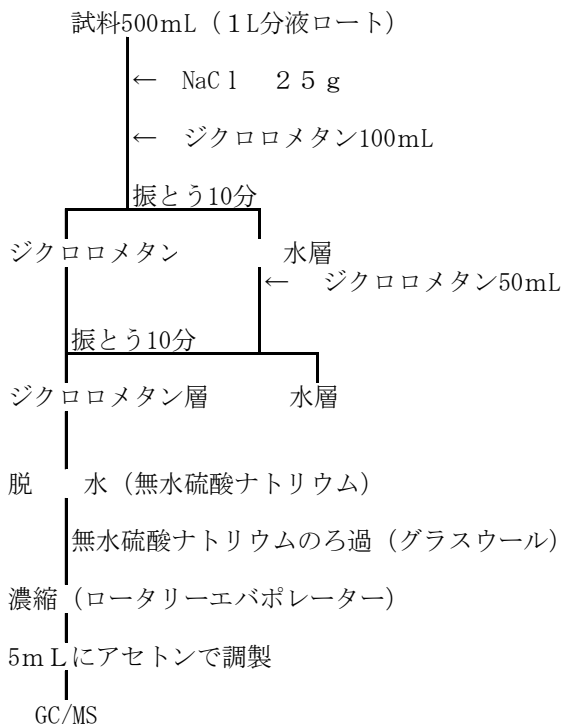 試料500mL（１L分液ロート）
← NaCｌ　２５ｇ
← ジクロロメタン100mL
振とう10分
ジクロロメタン　水層
← ジクロロメタン50mL
振とう10分
ジクロロメタン層　水層
脱　水（無水硫酸ナトリウム）
無水硫酸ナトリウムのろ過（グラスウール）
濃縮（ロータリーエバポレーター）
5ｍＬにアセトンで調製
GC/MS